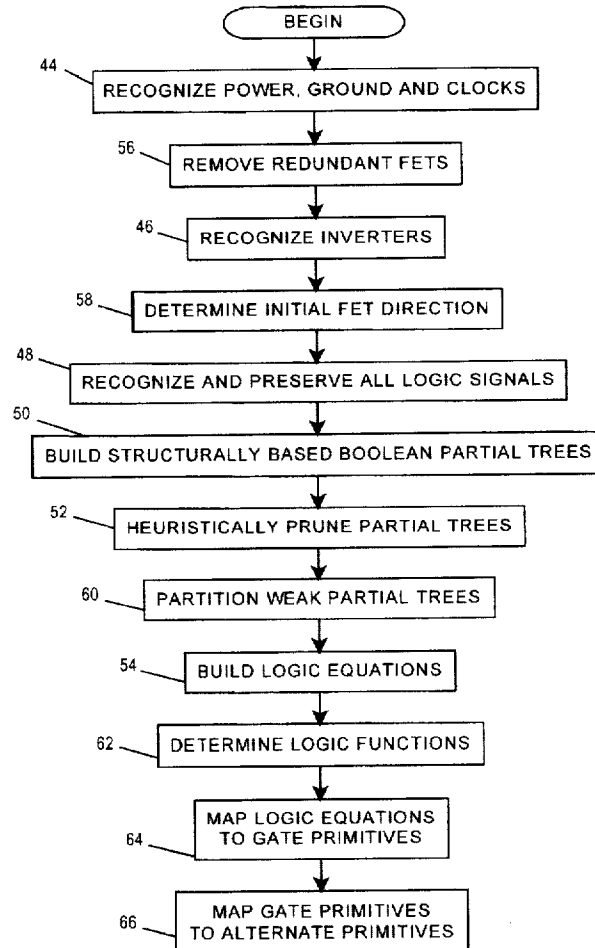 BEGIN
44
RECOGNIZE POWER, GROUND AND CLOCKS
56
REMOVE REDUNDANT FETS
46
RECOGNIZE INVERTERS
58
DETERMINE INITIAL FET DIRECTION
48
RECOGNIZE AND PRESERVE ALL LOGIC SIGNALS
50
BUILD STRUCTURALLY BASED BOOLEAN PARTIAL TREES
52
HEURISTICALLY PRUNE PARTIAL TREES
60
PARTITION WEAK PARTIAL TREES
54
BUILD LOGIC EQUATIONS
62
DETERMINE LOGIC FUNCTIONS
64
MAP LOGIC EQUATIONS
TO GATE PRIMITIVES
66
MAP GATE PRIMITIVES
TO ALTERNATE PRIMITIVES